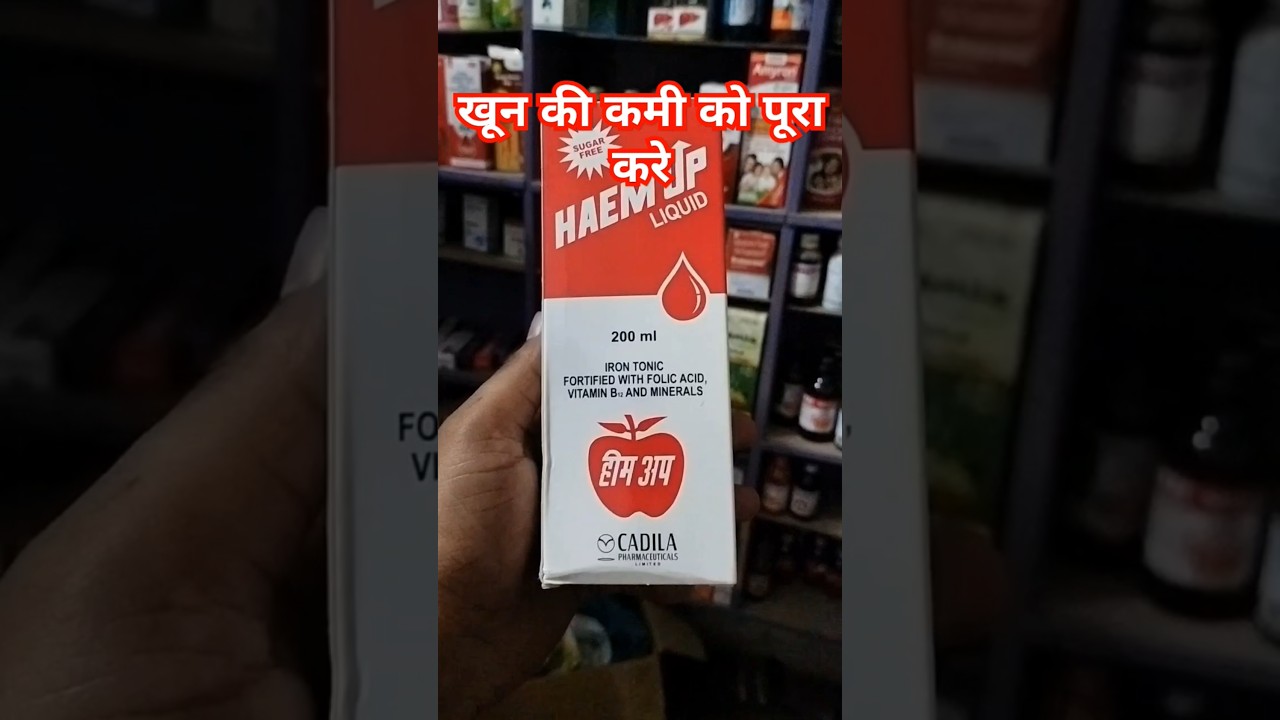 खून की कमी को पूरा
करे
SUGAR
FREE
HAEM UP
LIQUID
200 ml
IRON TONIC
FORTIFIED WITH FOLIC ACID,
VITAMIN B12 AND MINERALS
हीम अप
CADILA
PHARMACEUTICALS
LIMITED